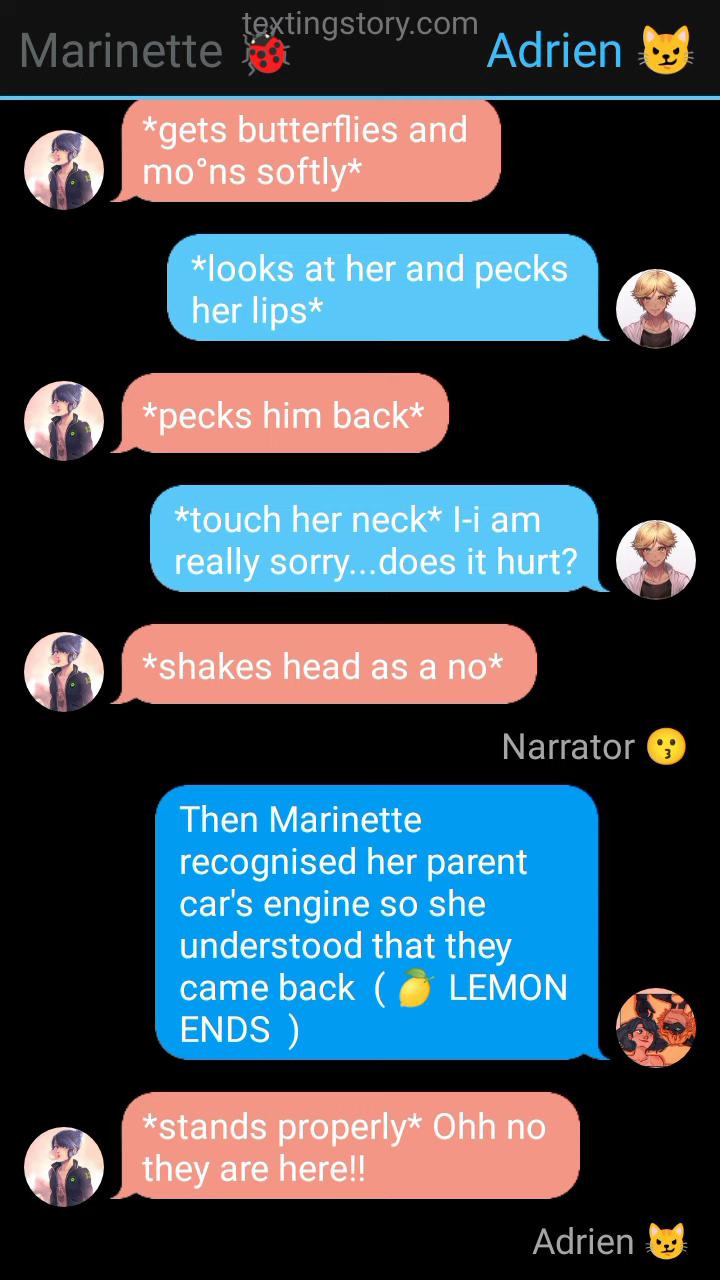 textingstory.com
Marinette 🐞
Adrien 😼
*gets butterflies and
mo°ns softly*
*looks at her and pecks
her lips*
*pecks him back*
*touch her neck* I-i am
really sorry...does it hurt?
*shakes head as a no*
Narrator 😗
Then Marinette
recognised her parent
car's engine so she
understood that they
came back ( 🍋 LEMON
ENDS )
*stands properly* Ohh no
they are here!!
Adrien 😼